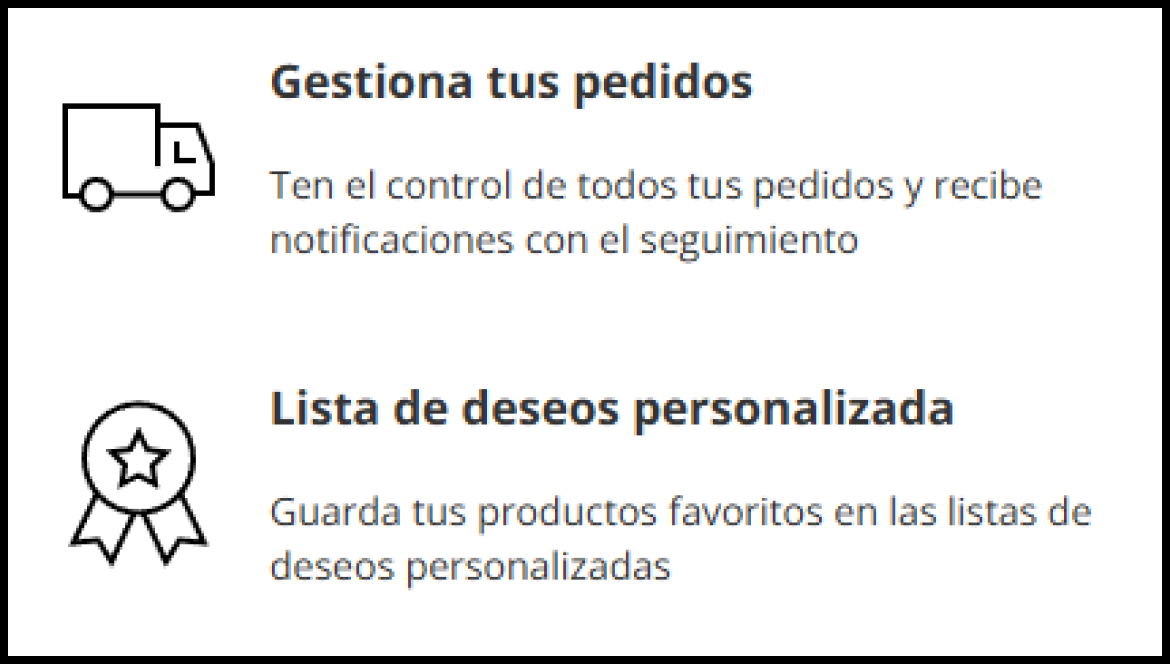 Gestiona tus pedidos
Ten el control de todos tus pedidos y recibe
notificaciones con el seguimiento
Lista de deseos personalizada
Guarda tus productos favoritos en las listas de
deseos personalizadas